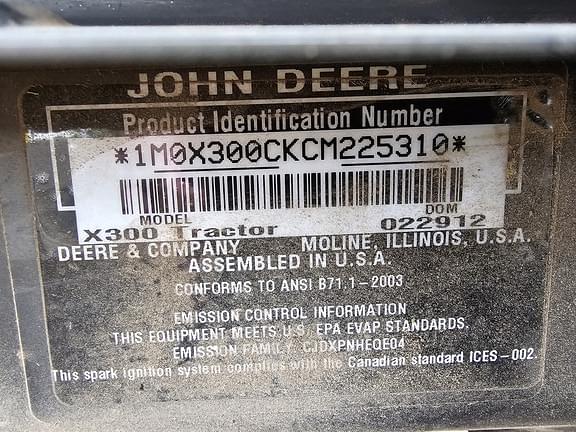 JOHN DEERE
Product Identification Number
*1M0X300CKCM225310*
MODEL DOM
X300 Tractor 022912
DEERE & COMPANY MOLINE, ILLINOIS, U.S.A.
ASSEMBLED IN U.S.A.
CONFORMS TO ANSI B71.1-2003
EMISSION CONTROL INFORMATION
THIS EQUIPMENT MEETS U.S. EPA EVAP STANDARDS.
EMISSION FAMILY CJDXPNHEQE04
This spark ignition system complies with the Canadian standard ICES-002.